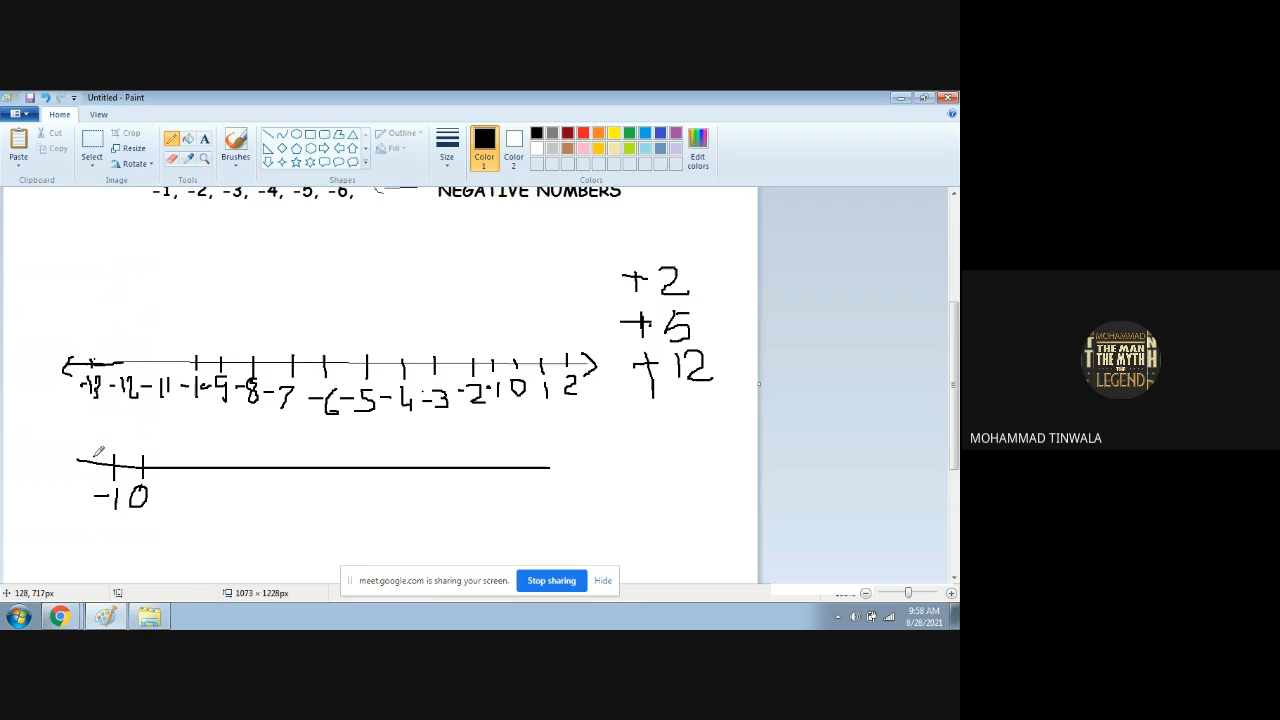 Untitled - Paint
Home View
Paste
Cut
Copy
Clipboard
Select
Crop
Resize
Rotate
Image
Tools
Brushes
Shapes
Outline
Fill
Size
Color 1
Color 2
Edit colors
Colors
-1, -2, -3, -4, -5, -6, NEGATIVE NUMBERS
+2
+5
+12
-13 -12 -11 -10 -9 -8 -7 -6 -5 -4 -3 -2 -1 0 1 2
-1 0
MOHAMMAD
THE MAN
THE MYTH
THE
LEGEND
MOHAMMAD TINWALA
meet.google.com is sharing your screen. Stop sharing Hide
128, 717px
1073 × 1228px
9:58 AM
8/28/2021